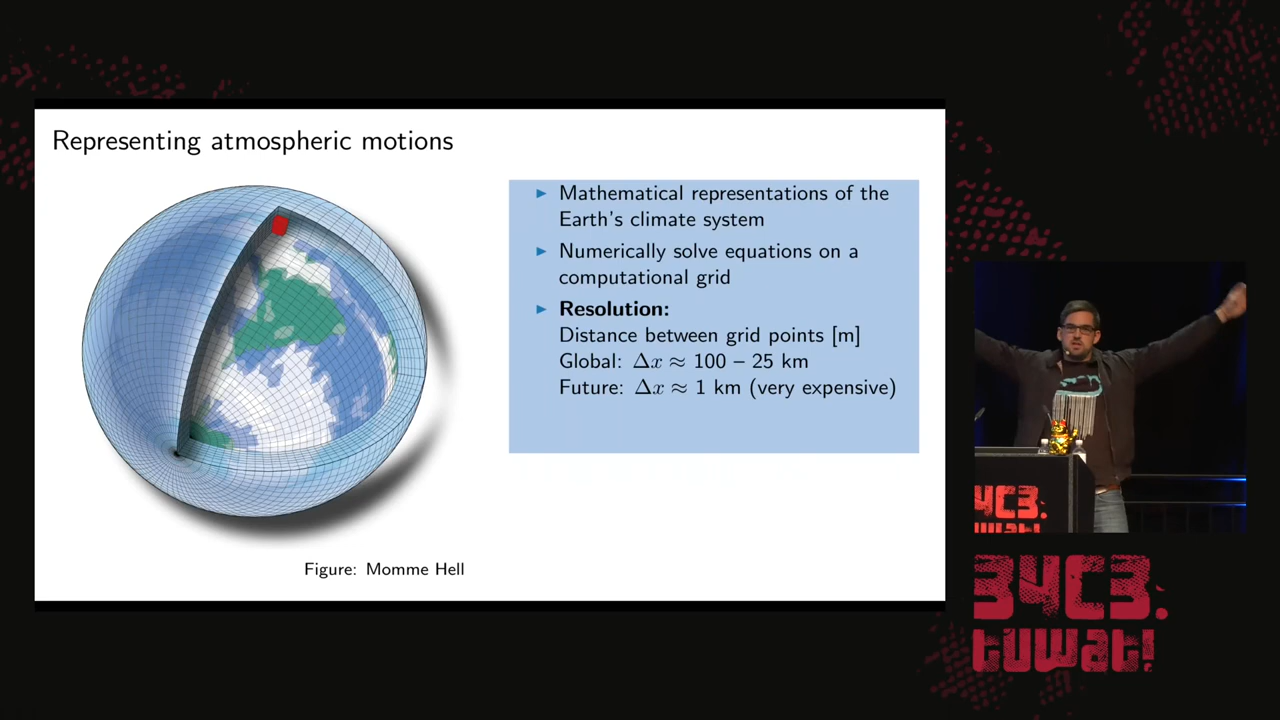 Representing atmospheric motions
▶ Mathematical representations of the
Earth's climate system
▶ Numerically solve equations on a
computational grid
▶ Resolution:
Distance between grid points [m]
Global: Δx ≈ 100 – 25 km
Future: Δx ≈ 1 km (very expensive)
Figure: Momme Hell
34C3.
tuwat!
34C3.
tuwat!